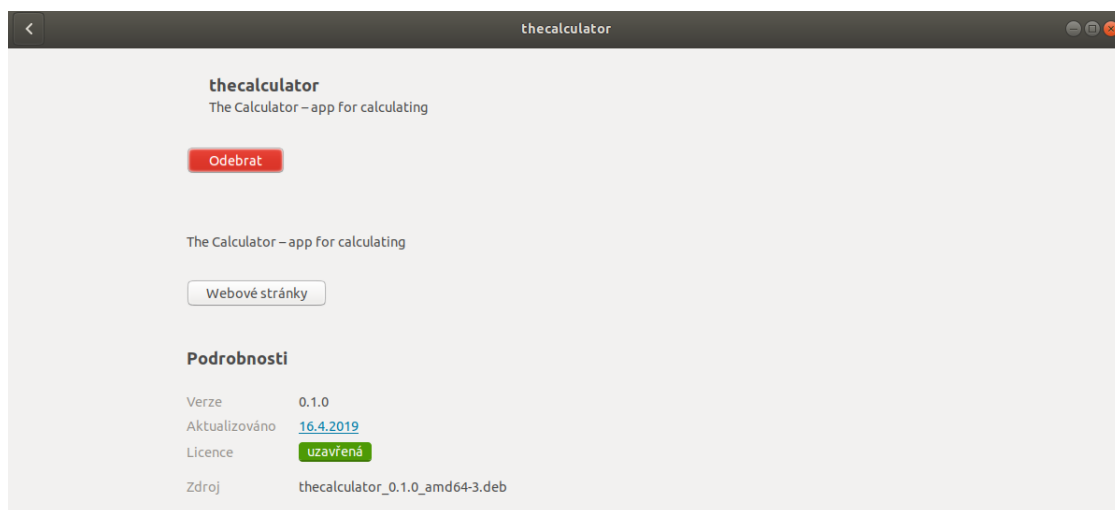 thecalculator
thecalculator
The Calculator – app for calculating
Odebrat
The Calculator – app for calculating
Webové stránky
Podrobnosti
Verze 0.1.0
Aktualizováno 16.4.2019
Licence uzavřená
Zdroj thecalculator_0.1.0_amd64-3.deb